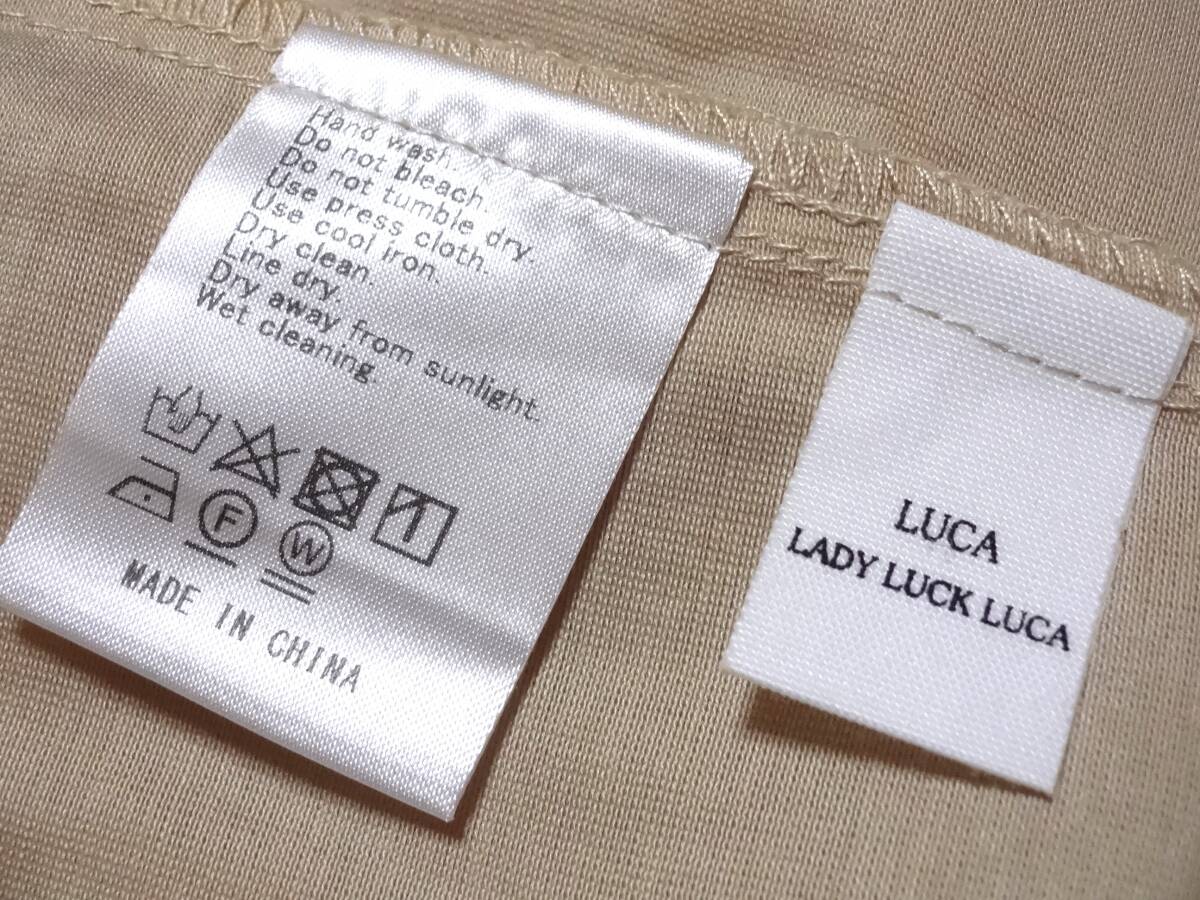 Hand wash.
Do not bleach.
Do not tumble dry.
Use press cloth.
Use cool iron.
Dry clean.
Line dry.
Dry away from sunlight.
Wet cleaning.
F
W
MADE IN CHINA
LUCA
LADY LUCK LUCA